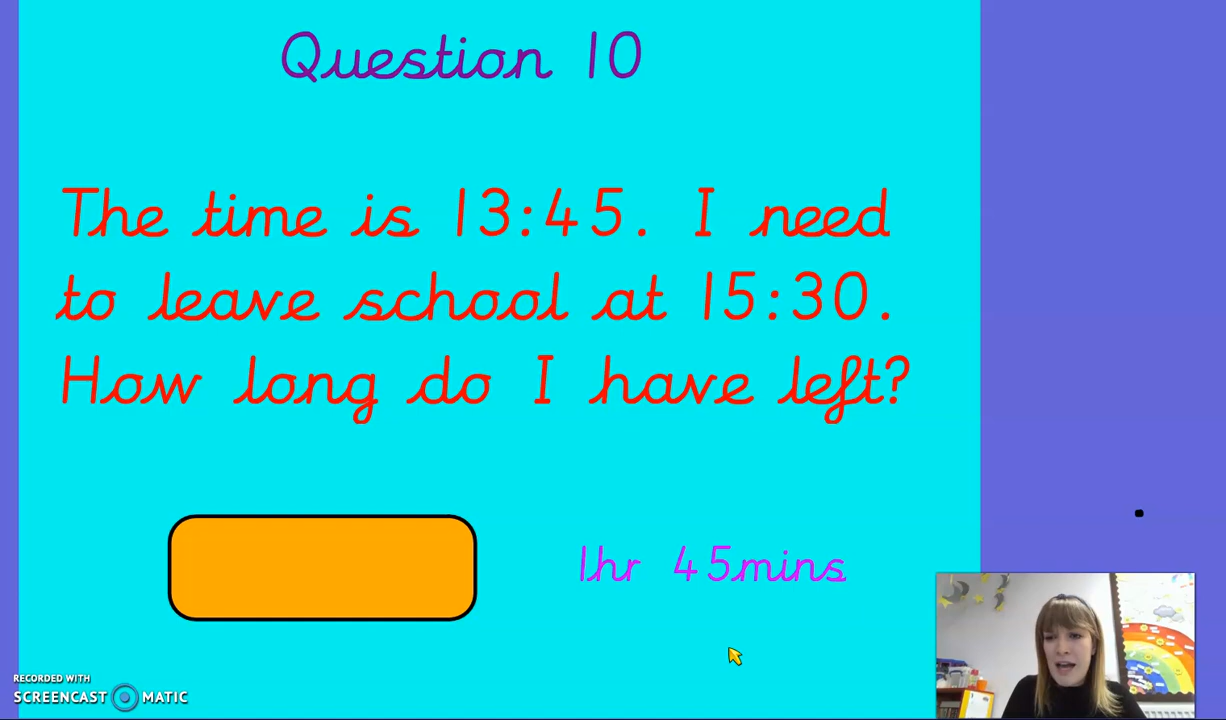 Question 10
The time is 13:45. I need
to leave school at 15:30.
How long do I have left?
1hr 45mins
RECORDED WITH
SCREENCAST MATIC